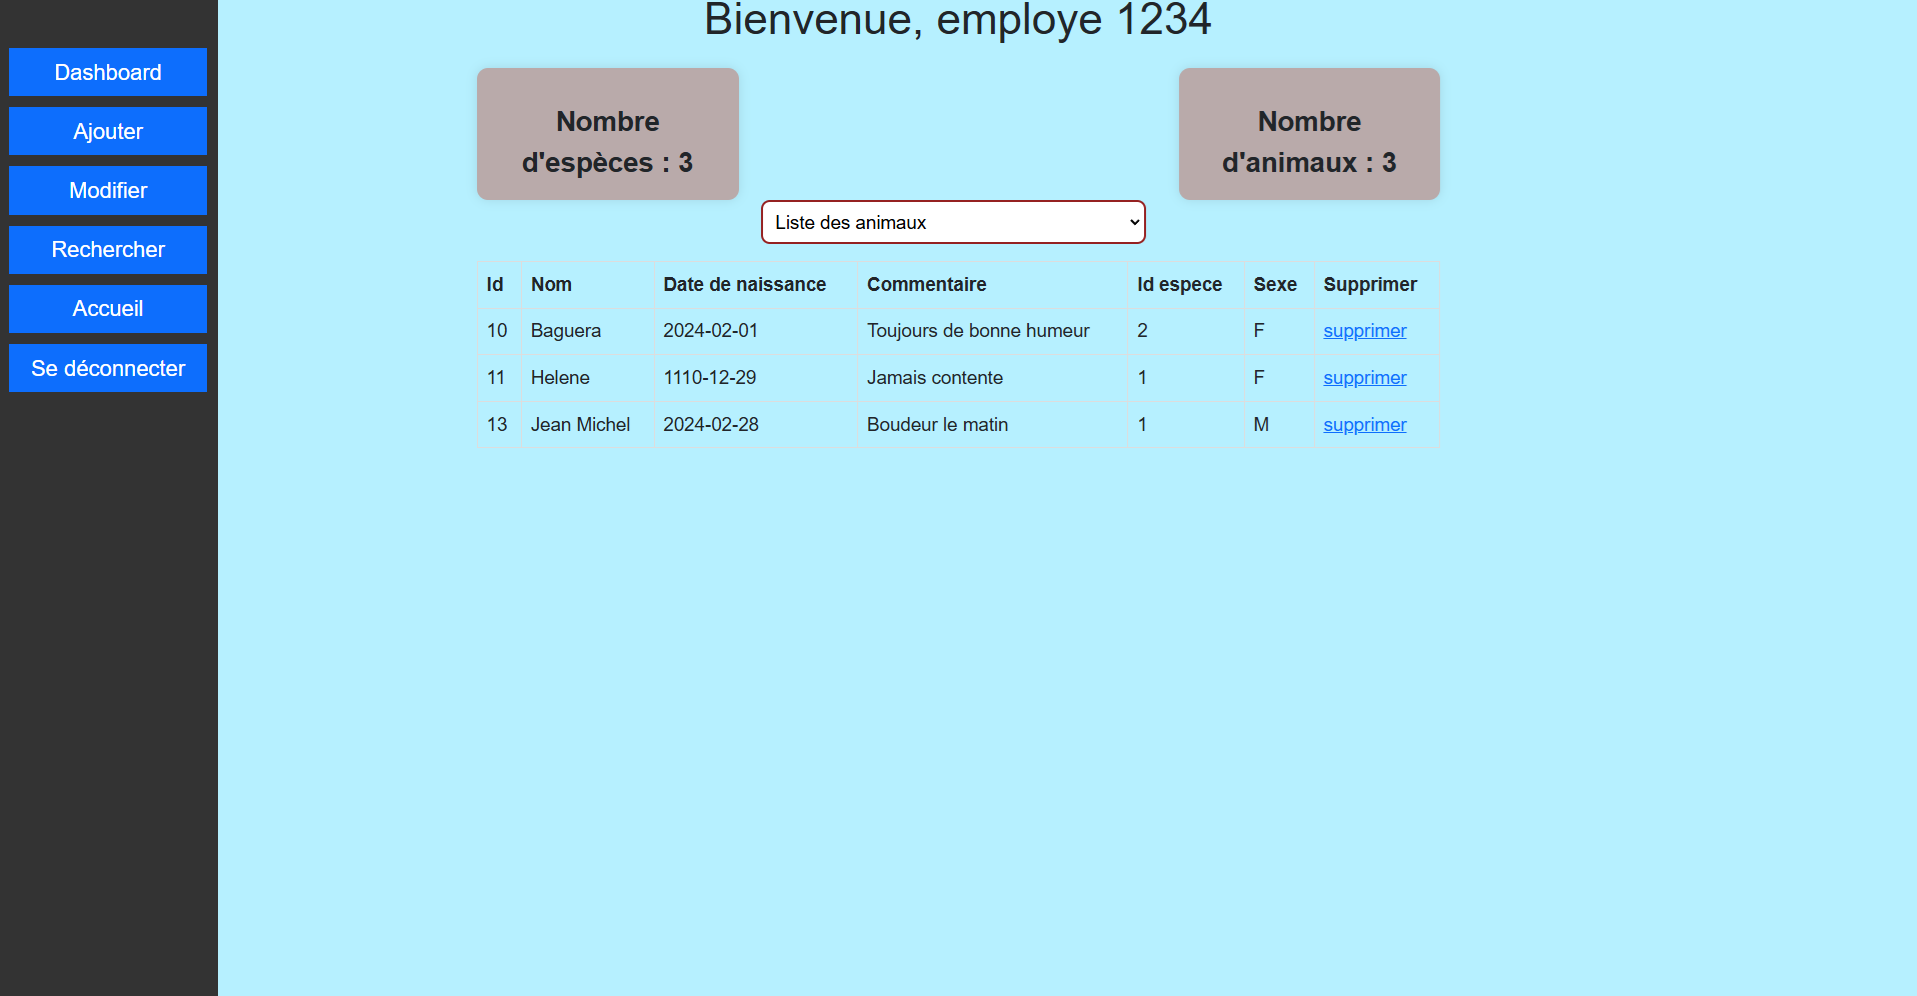 Bienvenue, employe 1234
Dashboard
Ajouter
Modifier
Rechercher
Accueil
Se déconnecter
Nombre
d'espèces : 3
Nombre
d'animaux : 3
Liste des animaux
Id Nom Date de naissance Commentaire Id espece Sexe Supprimer
10 Baguera 2024-02-01 Toujours de bonne humeur 2 F supprimer
11 Helene 1110-12-29 Jamais contente 1 F supprimer
13 Jean Michel 2024-02-28 Boudeur le matin 1 M supprimer